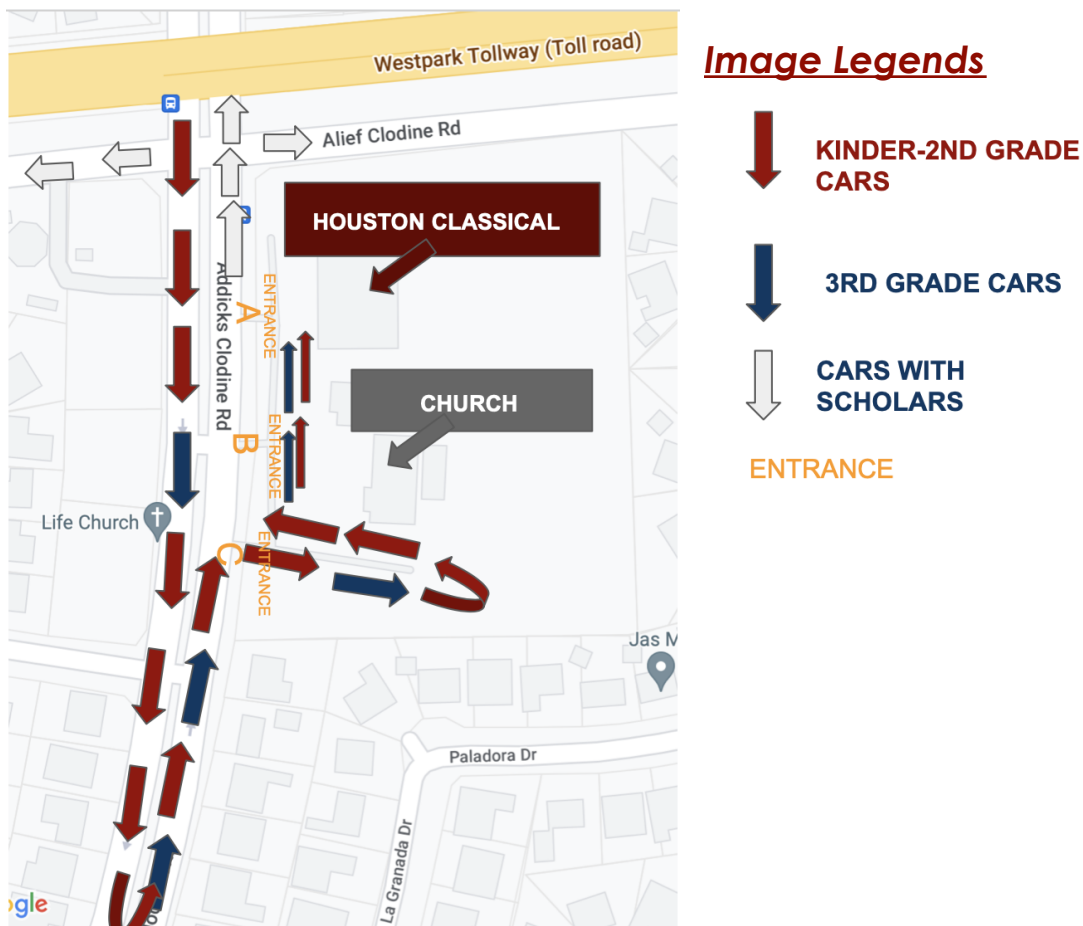 Westpark Tollway (Toll road)
Alief Clodine Rd
HOUSTON CLASSICAL
Addicks Clodine Rd
ENTRANCE
A
CHURCH
ENTRANCE
B
Life Church
ENTRANCE
C
Jas M
Paladora Dr
La Granada Dr
ogle
Image Legends
KINDER-2ND GRADE
CARS
3RD GRADE CARS
CARS WITH
SCHOLARS
ENTRANCE